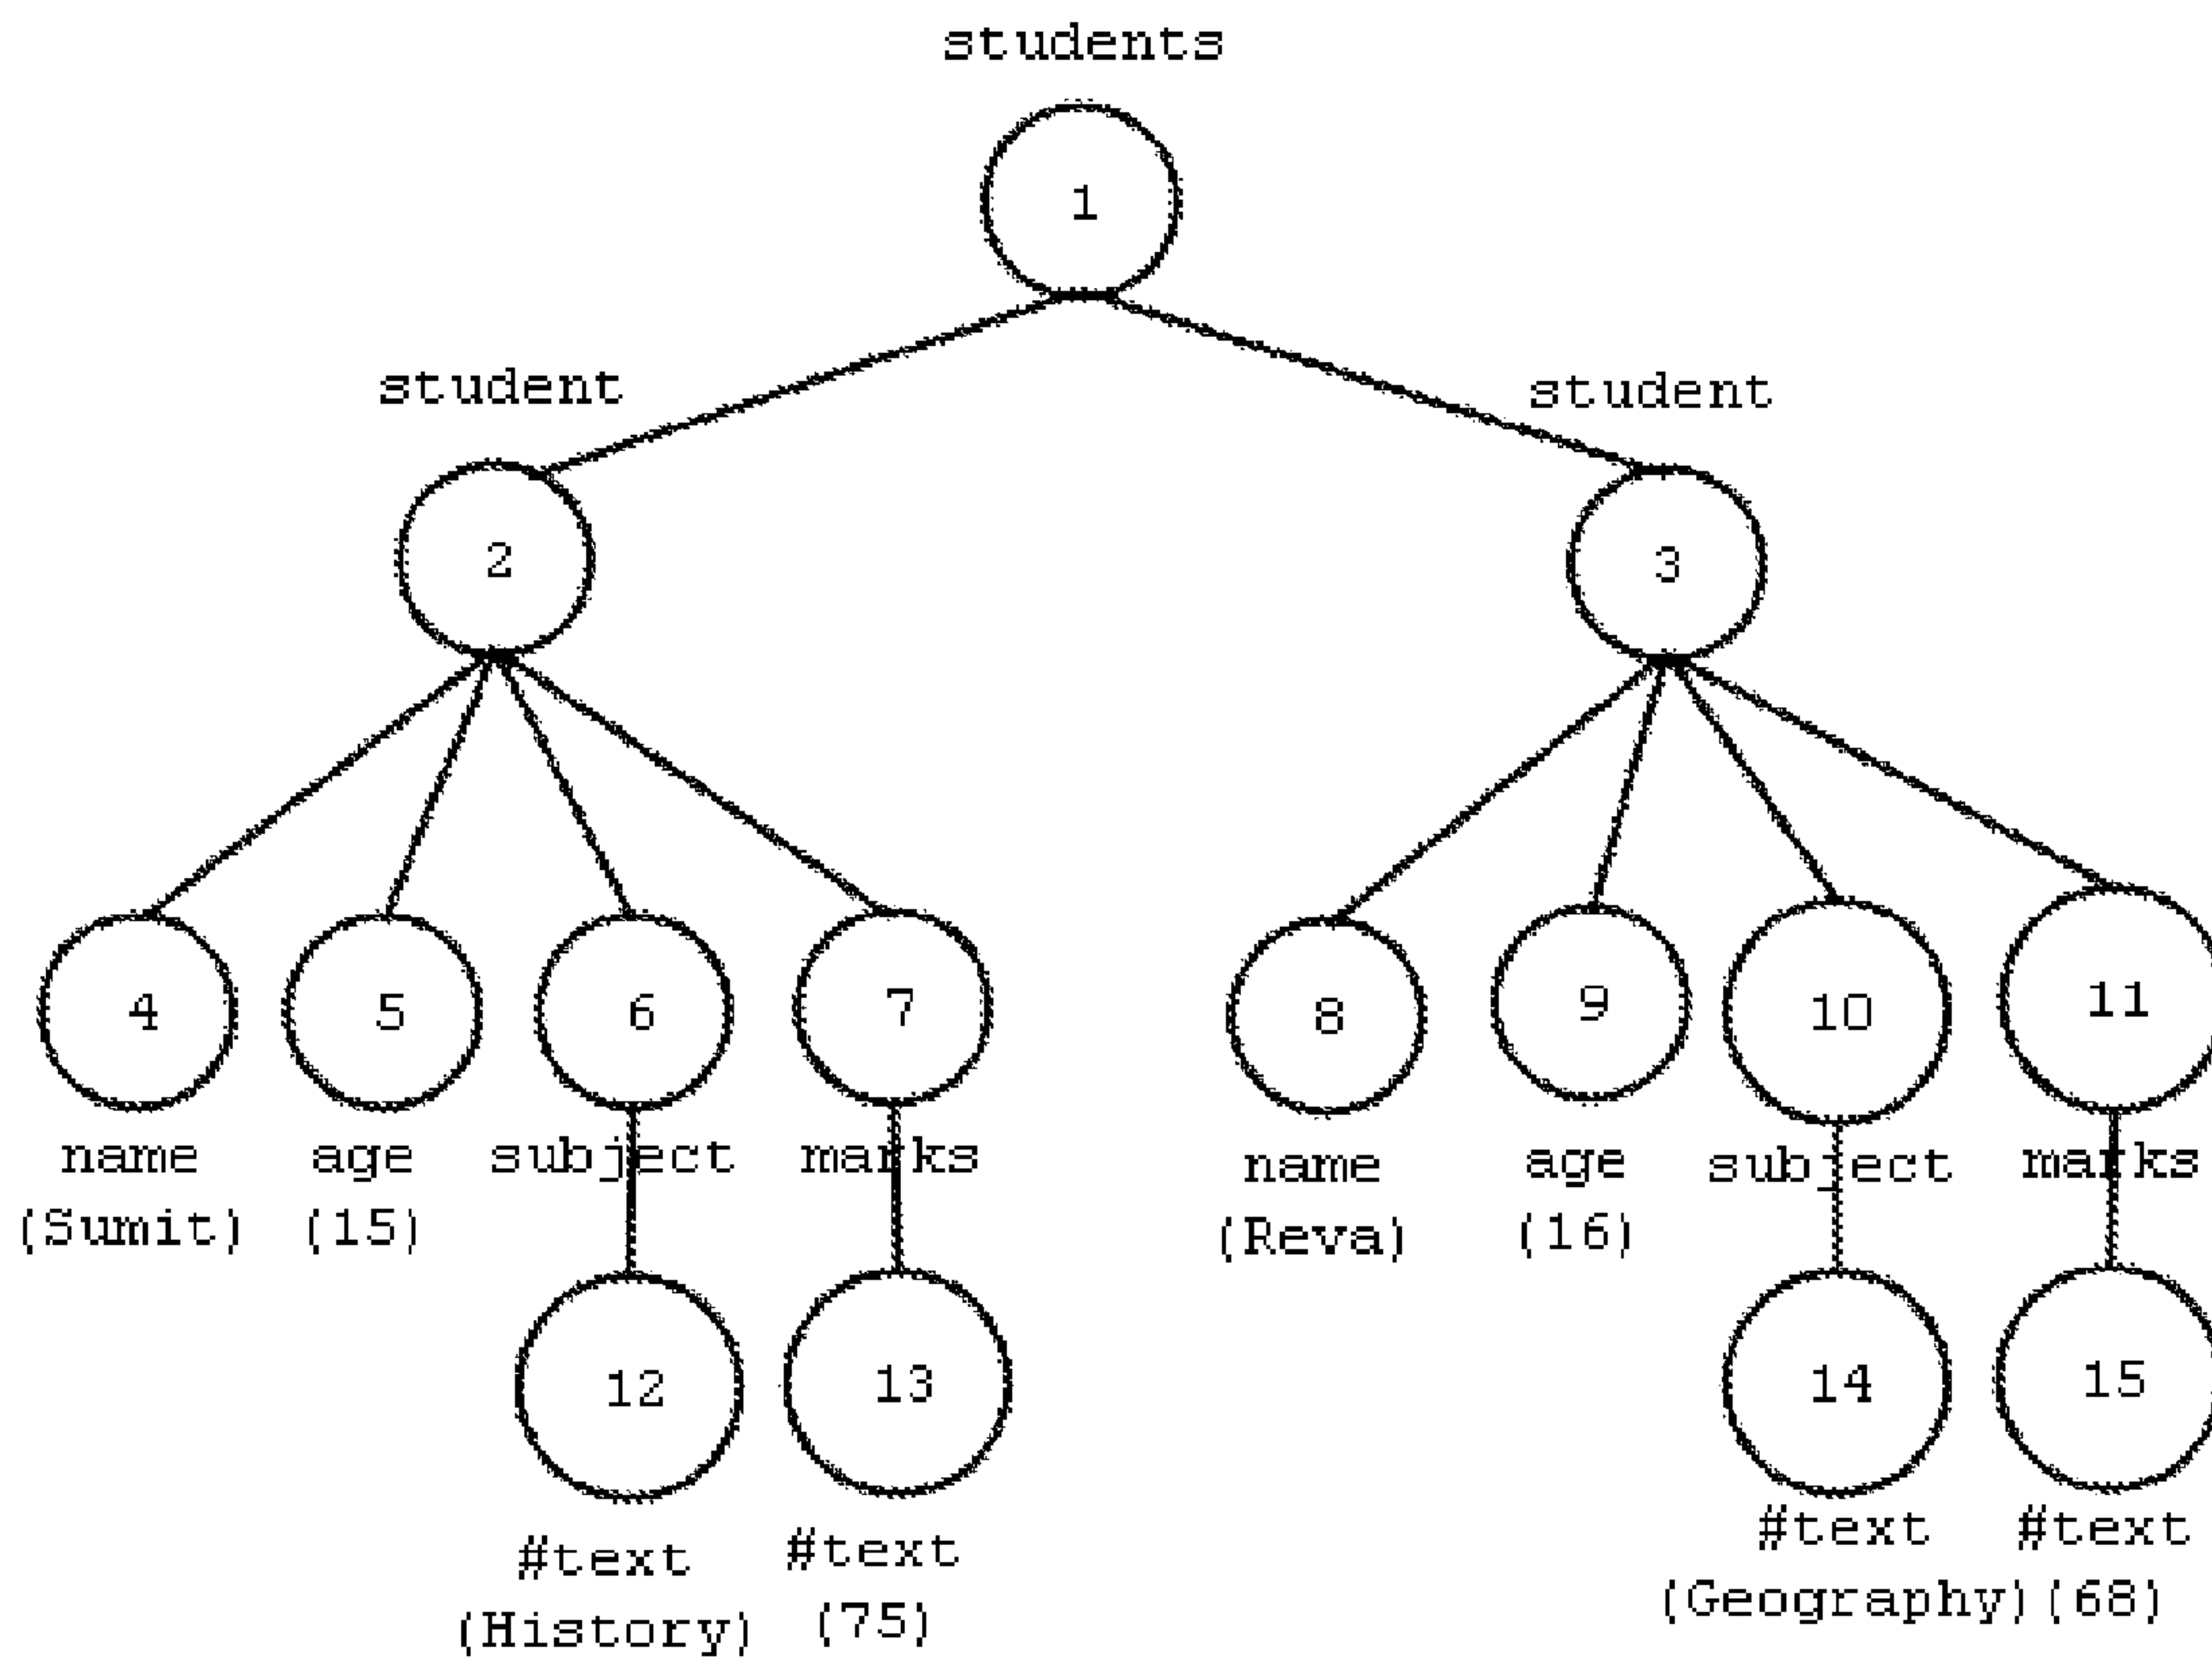 students
1
student student
2 3
4 5 6 7 8 9 10 11
name age subject marks name age subject marks
(Sumit) (15) (Reva) (16)
12 13 14 15
#text #text #text #text
(History) (75) (Geography) (68)